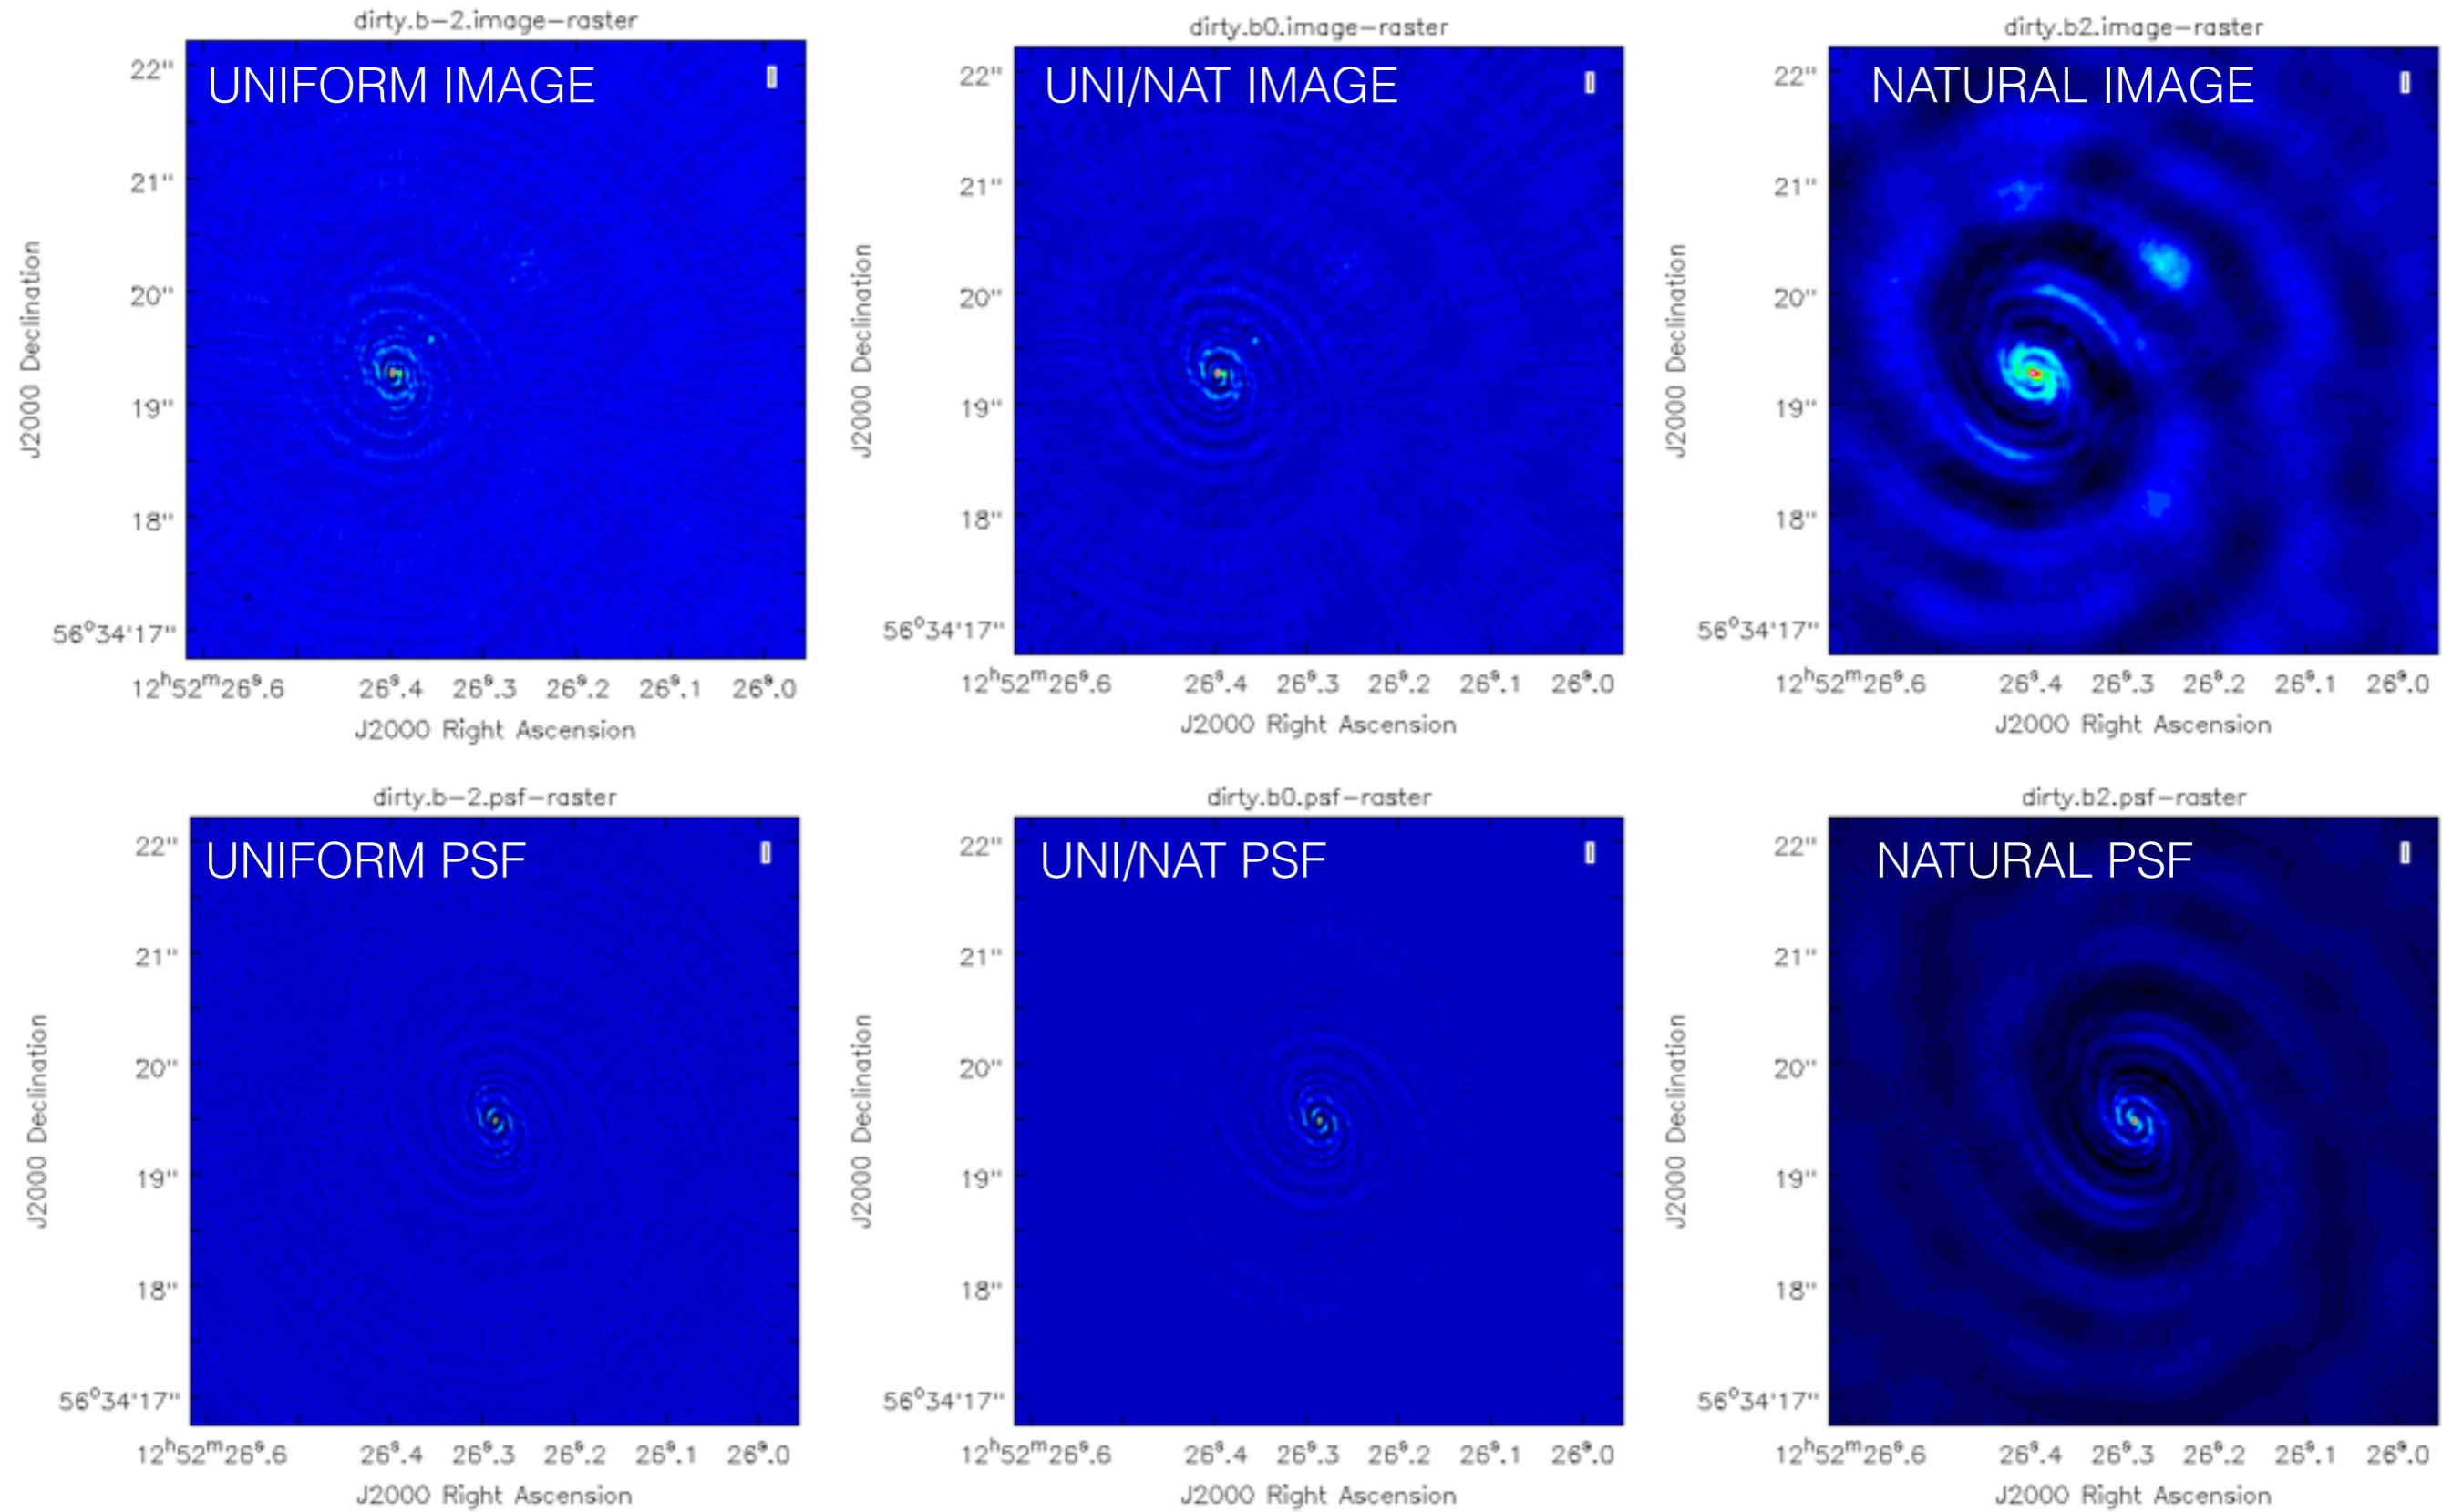 dirty.b-2.image-raster
UNIFORM IMAGE
22"
21"
20"
19"
18"
56°34'17"
J2000 Declination
12ʰ52ᵐ26ˢ.6 26ˢ.4 26ˢ.3 26ˢ.2 26ˢ.1 26ˢ.0
J2000 Right Ascension
dirty.b0.image-raster
UNI/NAT IMAGE
22"
21"
20"
19"
18"
56°34'17"
J2000 Declination
12ʰ52ᵐ26ˢ.6 26ˢ.4 26ˢ.3 26ˢ.2 26ˢ.1 26ˢ.0
J2000 Right Ascension
dirty.b2.image-raster
NATURAL IMAGE
22"
21"
20"
19"
18"
56°34'17"
J2000 Declination
12ʰ52ᵐ26ˢ.6 26ˢ.4 26ˢ.3 26ˢ.2 26ˢ.1 26ˢ.0
J2000 Right Ascension
dirty.b-2.psf-raster
UNIFORM PSF
22"
21"
20"
19"
18"
56°34'17"
J2000 Declination
12ʰ52ᵐ26ˢ.6 26ˢ.4 26ˢ.3 26ˢ.2 26ˢ.1 26ˢ.0
J2000 Right Ascension
dirty.b0.psf-raster
UNI/NAT PSF
22"
21"
20"
19"
18"
56°34'17"
J2000 Declination
12ʰ52ᵐ26ˢ.6 26ˢ.4 26ˢ.3 26ˢ.2 26ˢ.1 26ˢ.0
J2000 Right Ascension
dirty.b2.psf-raster
NATURAL PSF
22"
21"
20"
19"
18"
56°34'17"
J2000 Declination
12ʰ52ᵐ26ˢ.6 26ˢ.4 26ˢ.3 26ˢ.2 26ˢ.1 26ˢ.0
J2000 Right Ascension